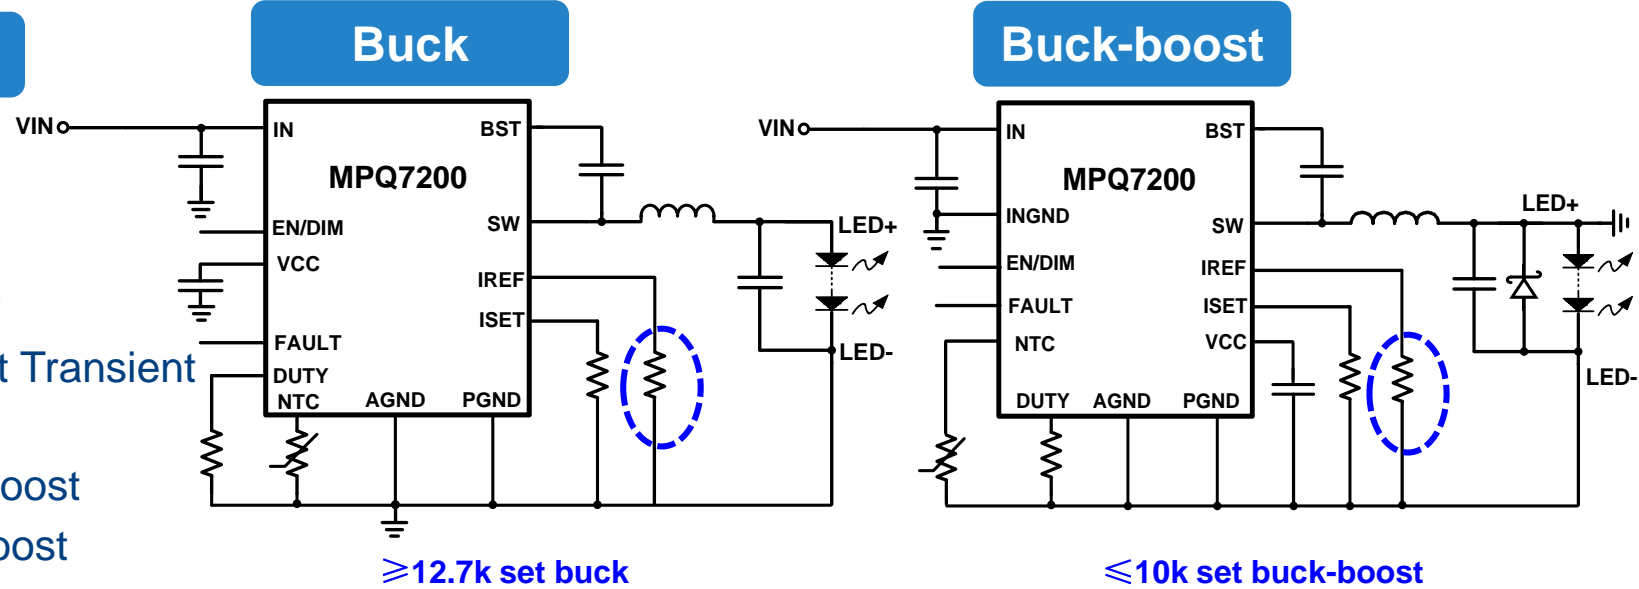 Buck
Buck-boost
VIN
IN
BST
MPQ7200
SW
EN/DIM
VCC
IREF
ISET
FAULT
DUTY
NTC
AGND
PGND
LED+
LED-
≥12.7k set buck
VIN
IN
BST
MPQ7200
INGND
SW
EN/DIM
IREF
FAULT
ISET
NTC
VCC
DUTY
AGND
PGND
LED+
LED-
≤10k set buck-boost
t Transient
oost
oost